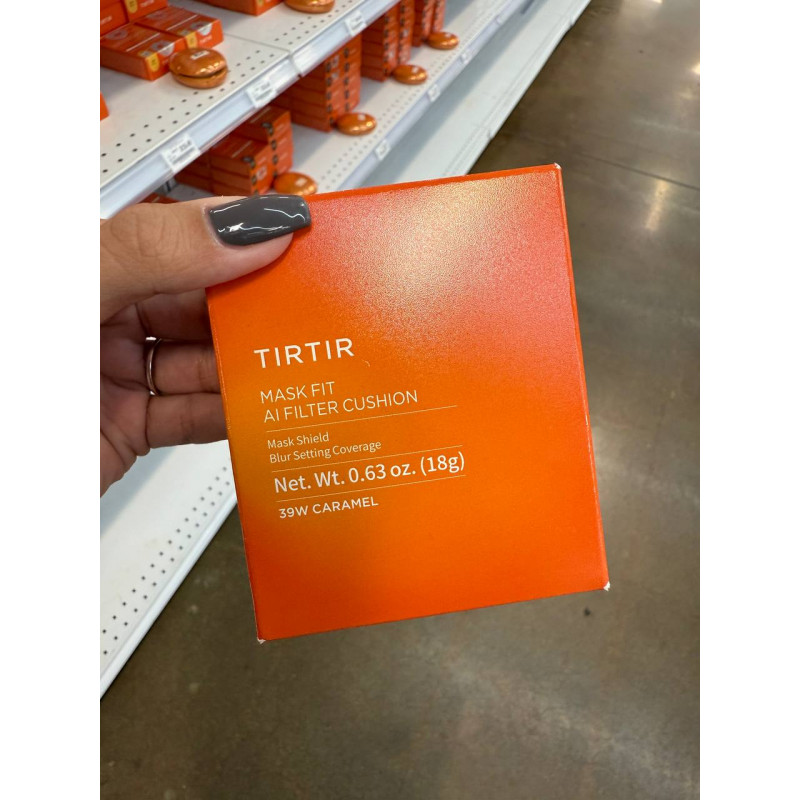 TIRTIR
MASK FIT
AI FILTER CUSHION
Mask Shield
Blur Setting Coverage
Net. Wt. 0.63 oz. (18g)
39W CARAMEL